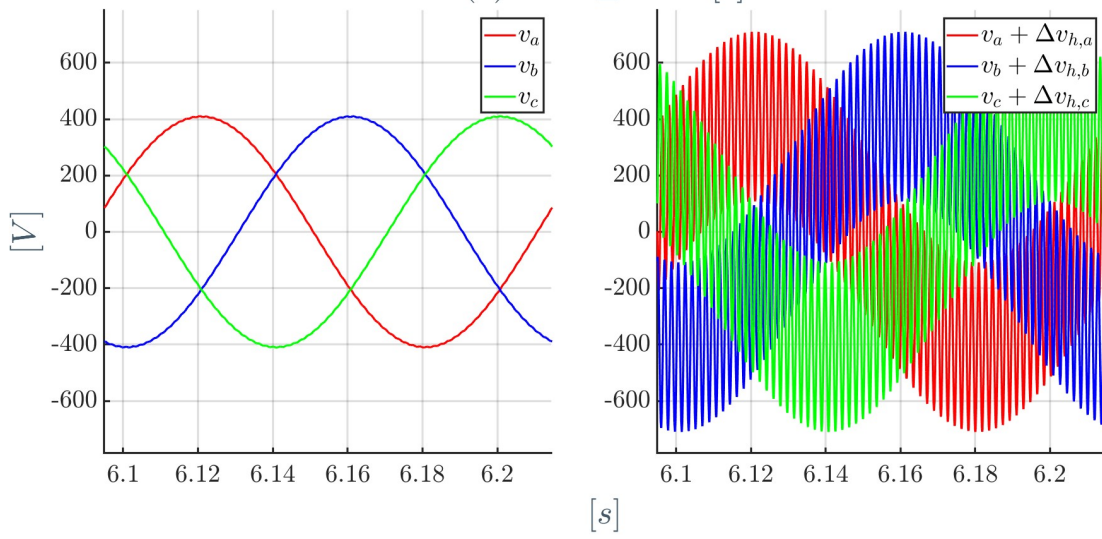 v_a
v_b
v_c
600
400
200
0
-200
-400
-600
6.1 6.12 6.14 6.16 6.18 6.2
[V]
v_a + Δv_{h,a}
v_b + Δv_{h,b}
v_c + Δv_{h,c}
600
400
200
0
-200
-400
-600
6.1 6.12 6.14 6.16 6.18 6.2
[s]